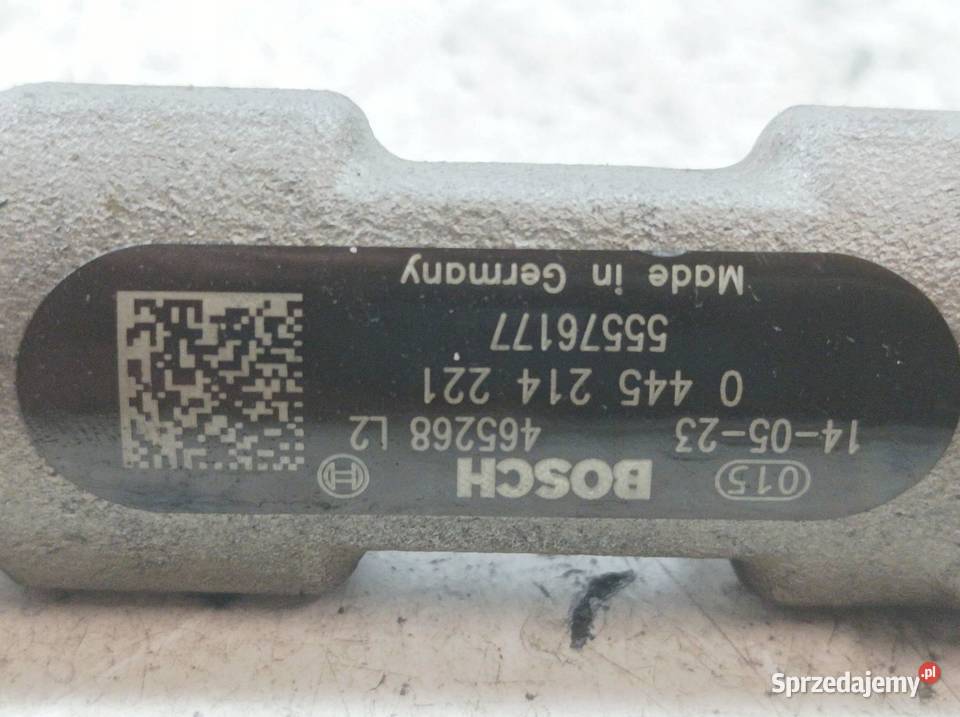 015 BOSCH
14-05-23 465268 L2
0 445 214 221
55576177
Made in Germany
Sprzedajemy.pl